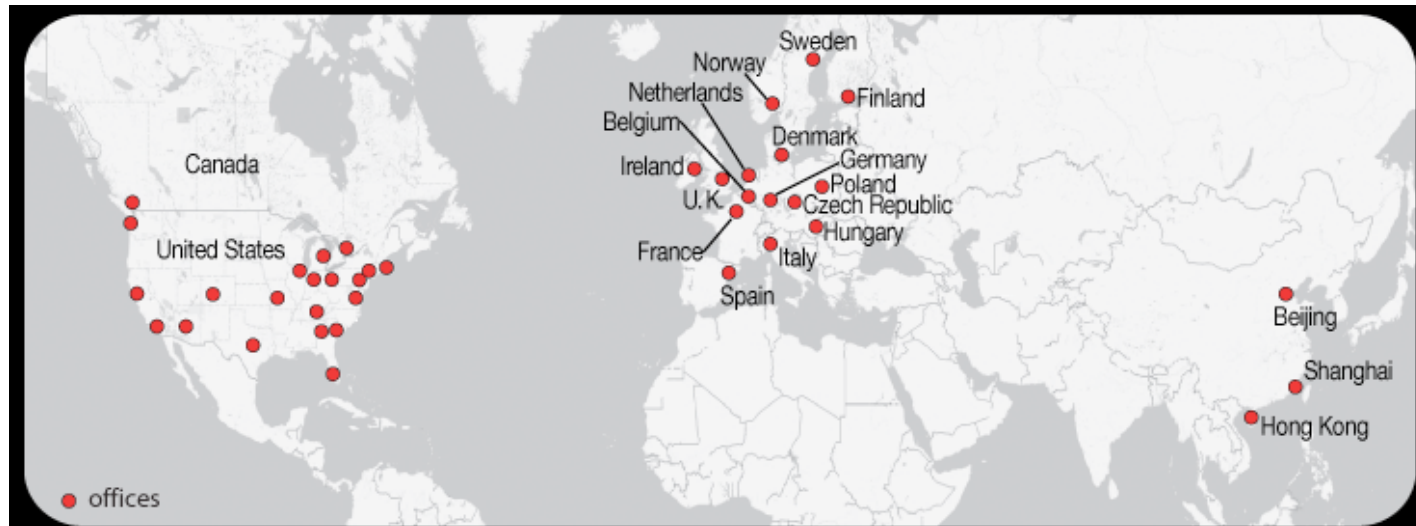 Sweden
Norway
Netherlands
Finland
Belgium
Denmark
Canada
Germany
Ireland
Poland
U. K.
Czech Republic
United States
Hungary
France
Italy
Spain
Beijing
Shanghai
Hong Kong
offices